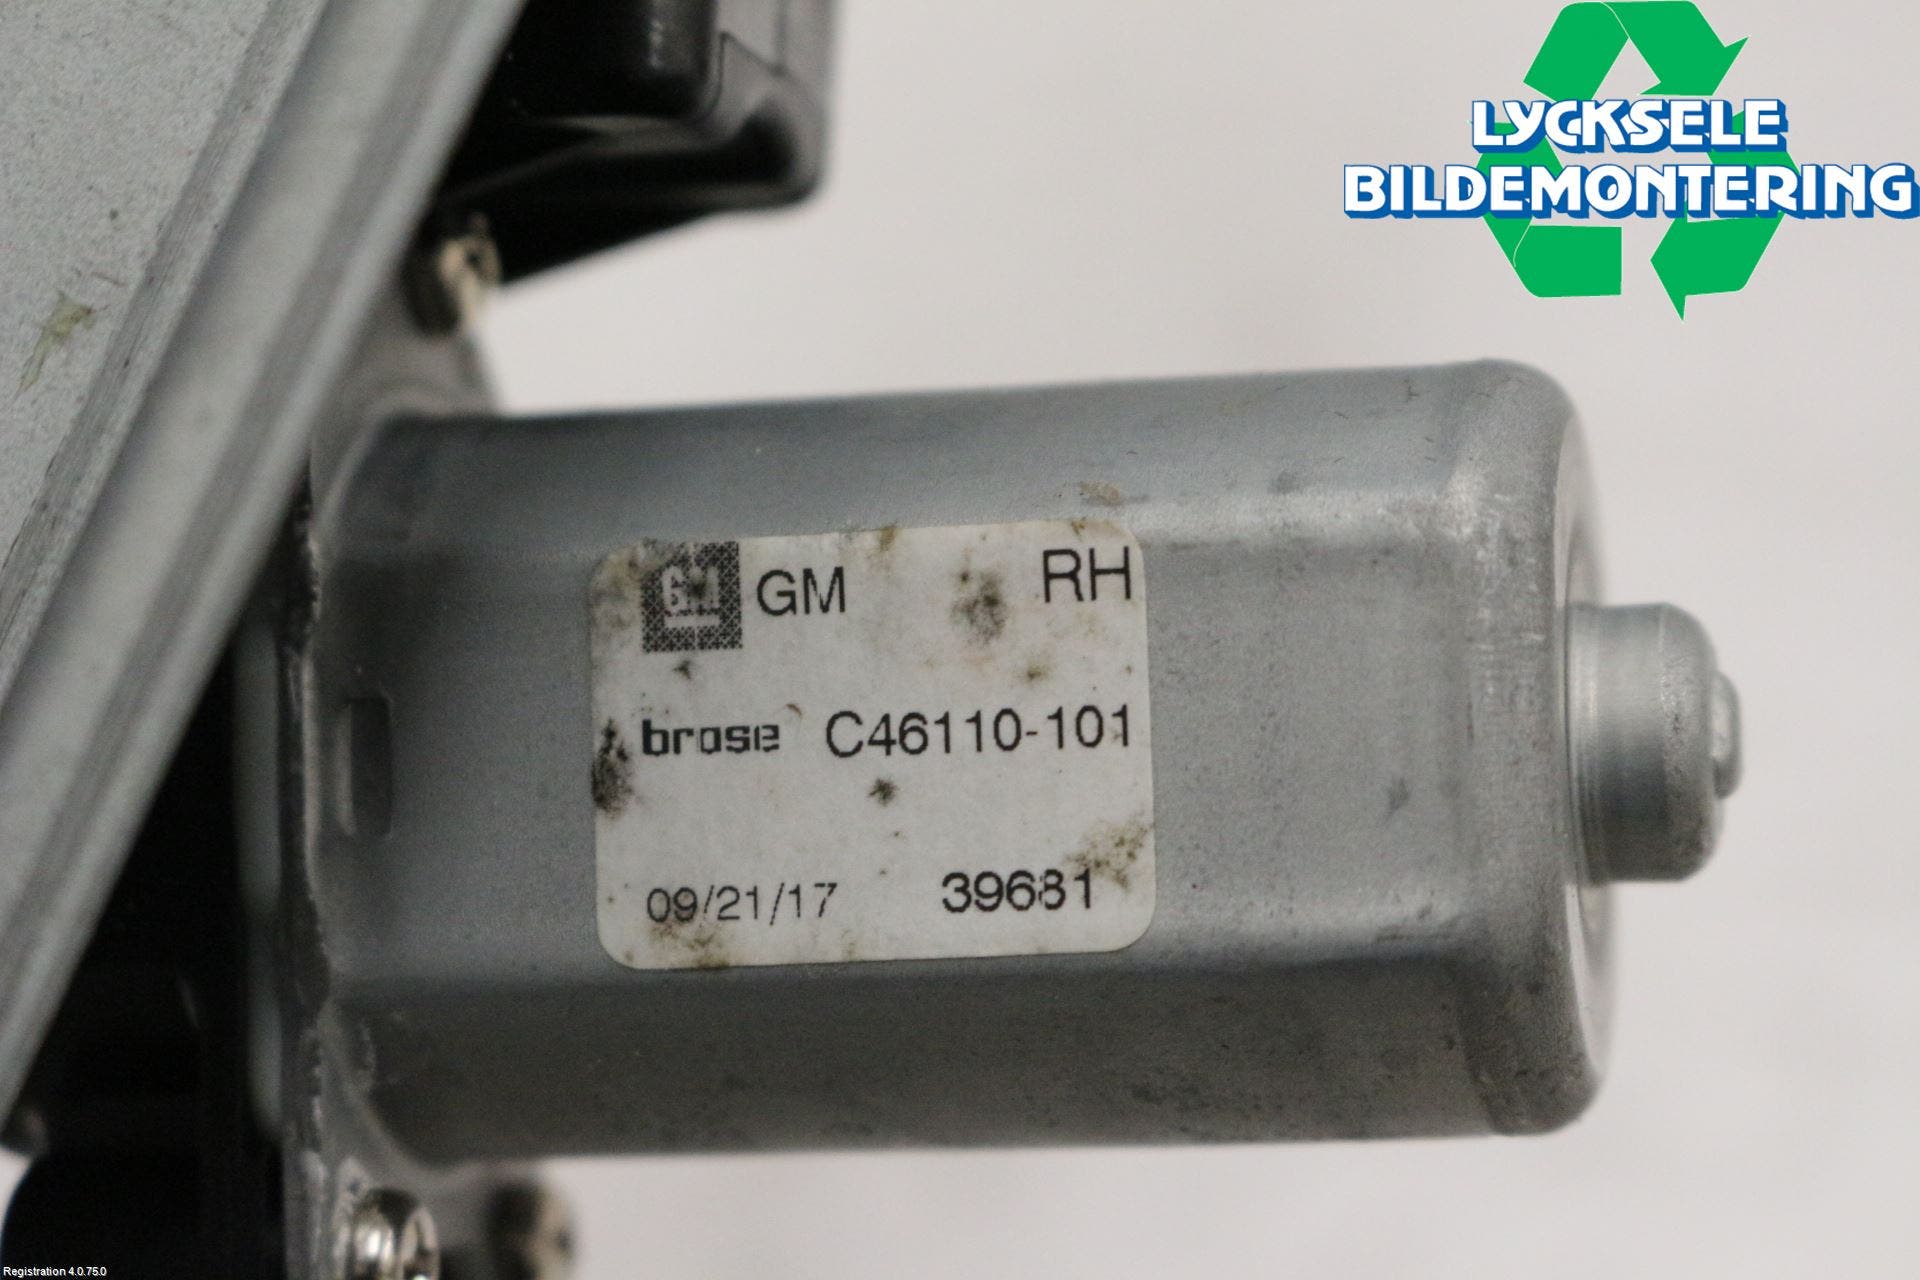 LYCKSELE
BILDEMONTERING
GM GM RH
brose C46110-101
09/21/17 39681
Registration 4.0.75.0